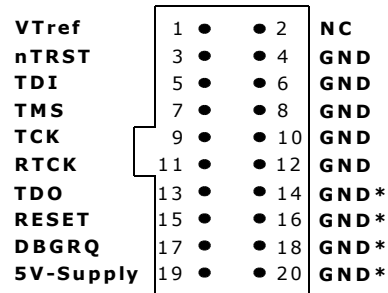 VTref 1 2 NC
nTRST 3 4 GND
TDI 5 6 GND
TMS 7 8 GND
TCK 9 10 GND
RTCK 11 12 GND
TDO 13 14 GND*
RESET 15 16 GND*
DBGRQ 17 18 GND*
5V-Supply 19 20 GND*